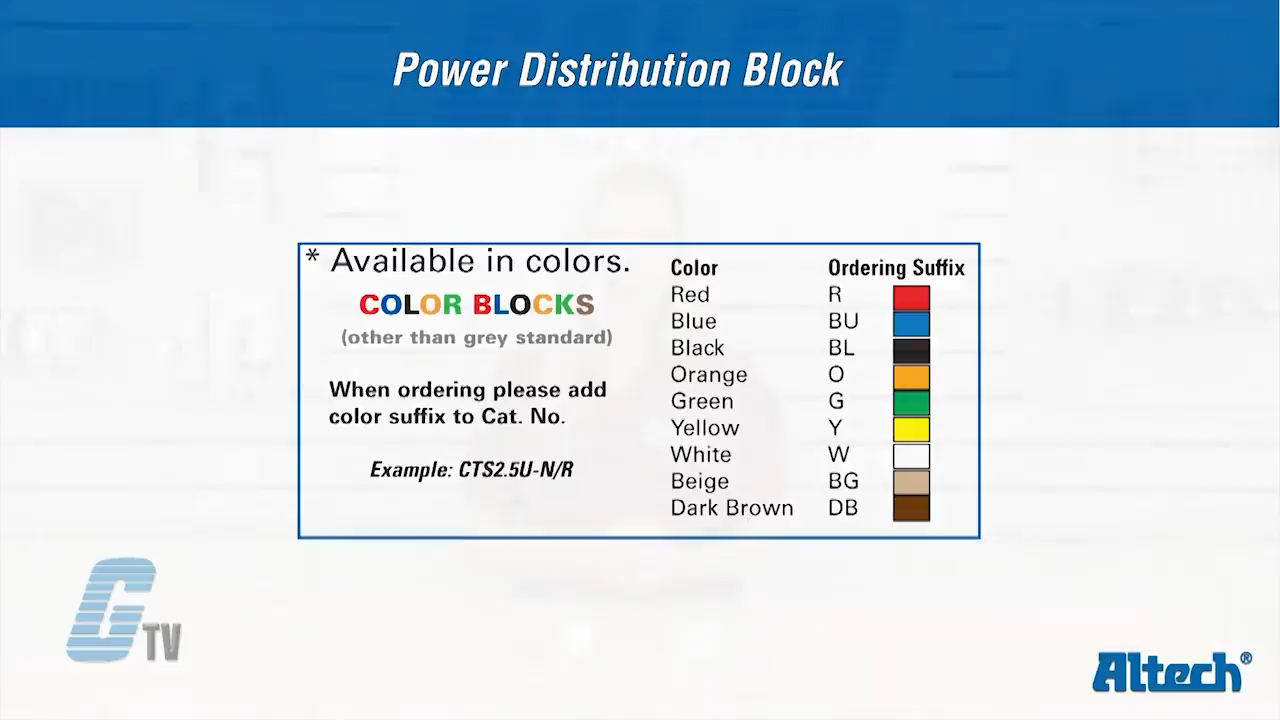 Power Distribution Block
* Available in colors.
COLOR BLOCKS
(other than grey standard)
When ordering please add
color suffix to Cat. No.
Example: CTS2.5U-N/R
Color Ordering Suffix
Red R
Blue BU
Black BL
Orange O
Green G
Yellow Y
White W
Beige BG
Dark Brown DB
G TV
Altech®